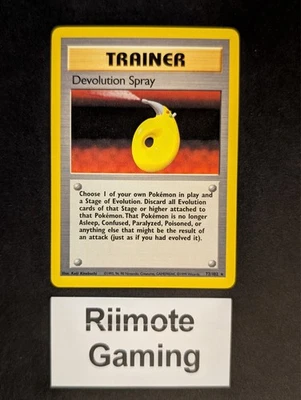 TRAINER
Devolution Spray
Choose 1 of your own Pokémon in play and
a Stage of Evolution. Discard all Evolution
cards of that Stage or higher attached to
that Pokémon. That Pokémon is no longer
Asleep, Confused, Paralyzed, Poisoned, or
anything else that might be the result of
an attack (just as if you had evolved it).
72/102 ★
Riimote
Gaming